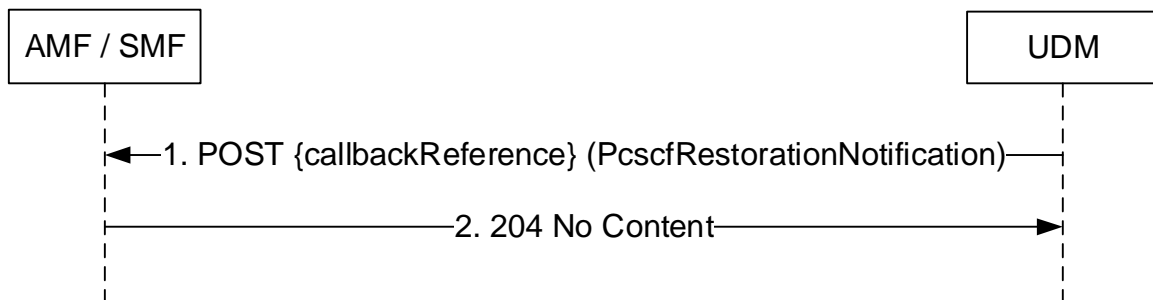 AMF / SMF
UDM
1. POST {callbackReference} (PcscfRestorationNotification)
2. 204 No Content